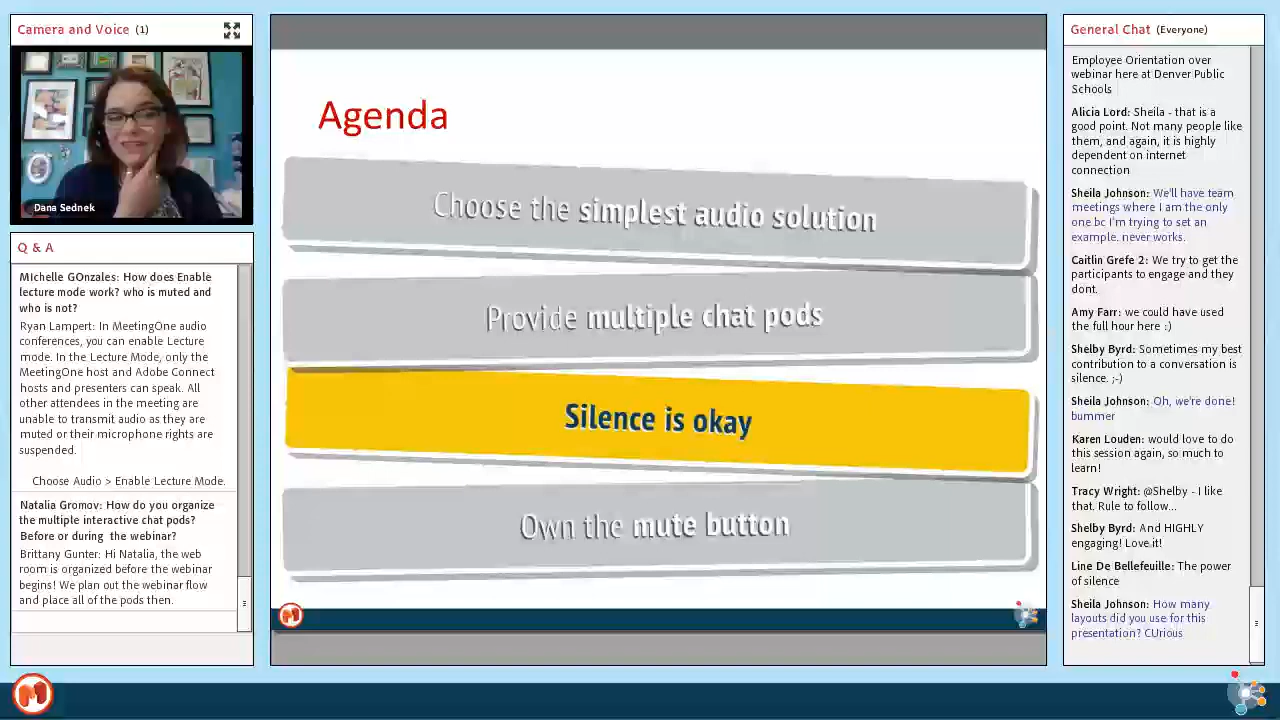 Camera and Voice (1)
Dana Sednek
Q & A
MIchelle GOnzales: How does Enable
lecture mode work? who is muted and
who is not?
Ryan Lampert: In MeetingOne audio
conferences, you can enable Lecture
mode. In the Lecture Mode, only the
MeetingOne host and Adobe Connect
hosts and presenters can speak. All
other attendees in the meeting are
unable to transmit audio as they are
muted or their microphone rights are
suspended.
Choose Audio > Enable Lecture Mode.
Natalia Gromov: How do you organize
the multiple interactive chat pods?
Before or during the webinar?
Brittany Gunter: Hi Natalia, the web
room is organized before the webinar
begins! We plan out the webinar flow
and place all of the pods then.
Agenda
Choose the simplest audio solution
Provide multiple chat pods
Silence is okay
Own the mute button
General Chat (Everyone)
Employee Orientation over
webinar here at Denver Public
Schools
Alicia Lord: Sheila - that is a
good point. Not many people like
them, and again, it is highly
dependent on internet
connection
Sheila Johnson: We'll have team
meetings where I am the only
one bc I'm trying to set an
example. never works.
Caitlin Grefe 2: We try to get the
participants to engage and they
dont.
Amy Farr: we could have used
the full hour here :)
Shelby Byrd: Sometimes my best
contribution to a conversation is
silence. ;-)
Sheila Johnson: Oh, we're done!
bummer
Karen Louden: would love to do
this session again, so much to
learn!
Tracy Wright: @Shelby - I like
that. Rule to follow...
Shelby Byrd: And HIGHLY
engaging! Love it!
Line De Bellefeuille: The power
of silence
Sheila Johnson: How many
layouts did you use for this
presentation? CUrious